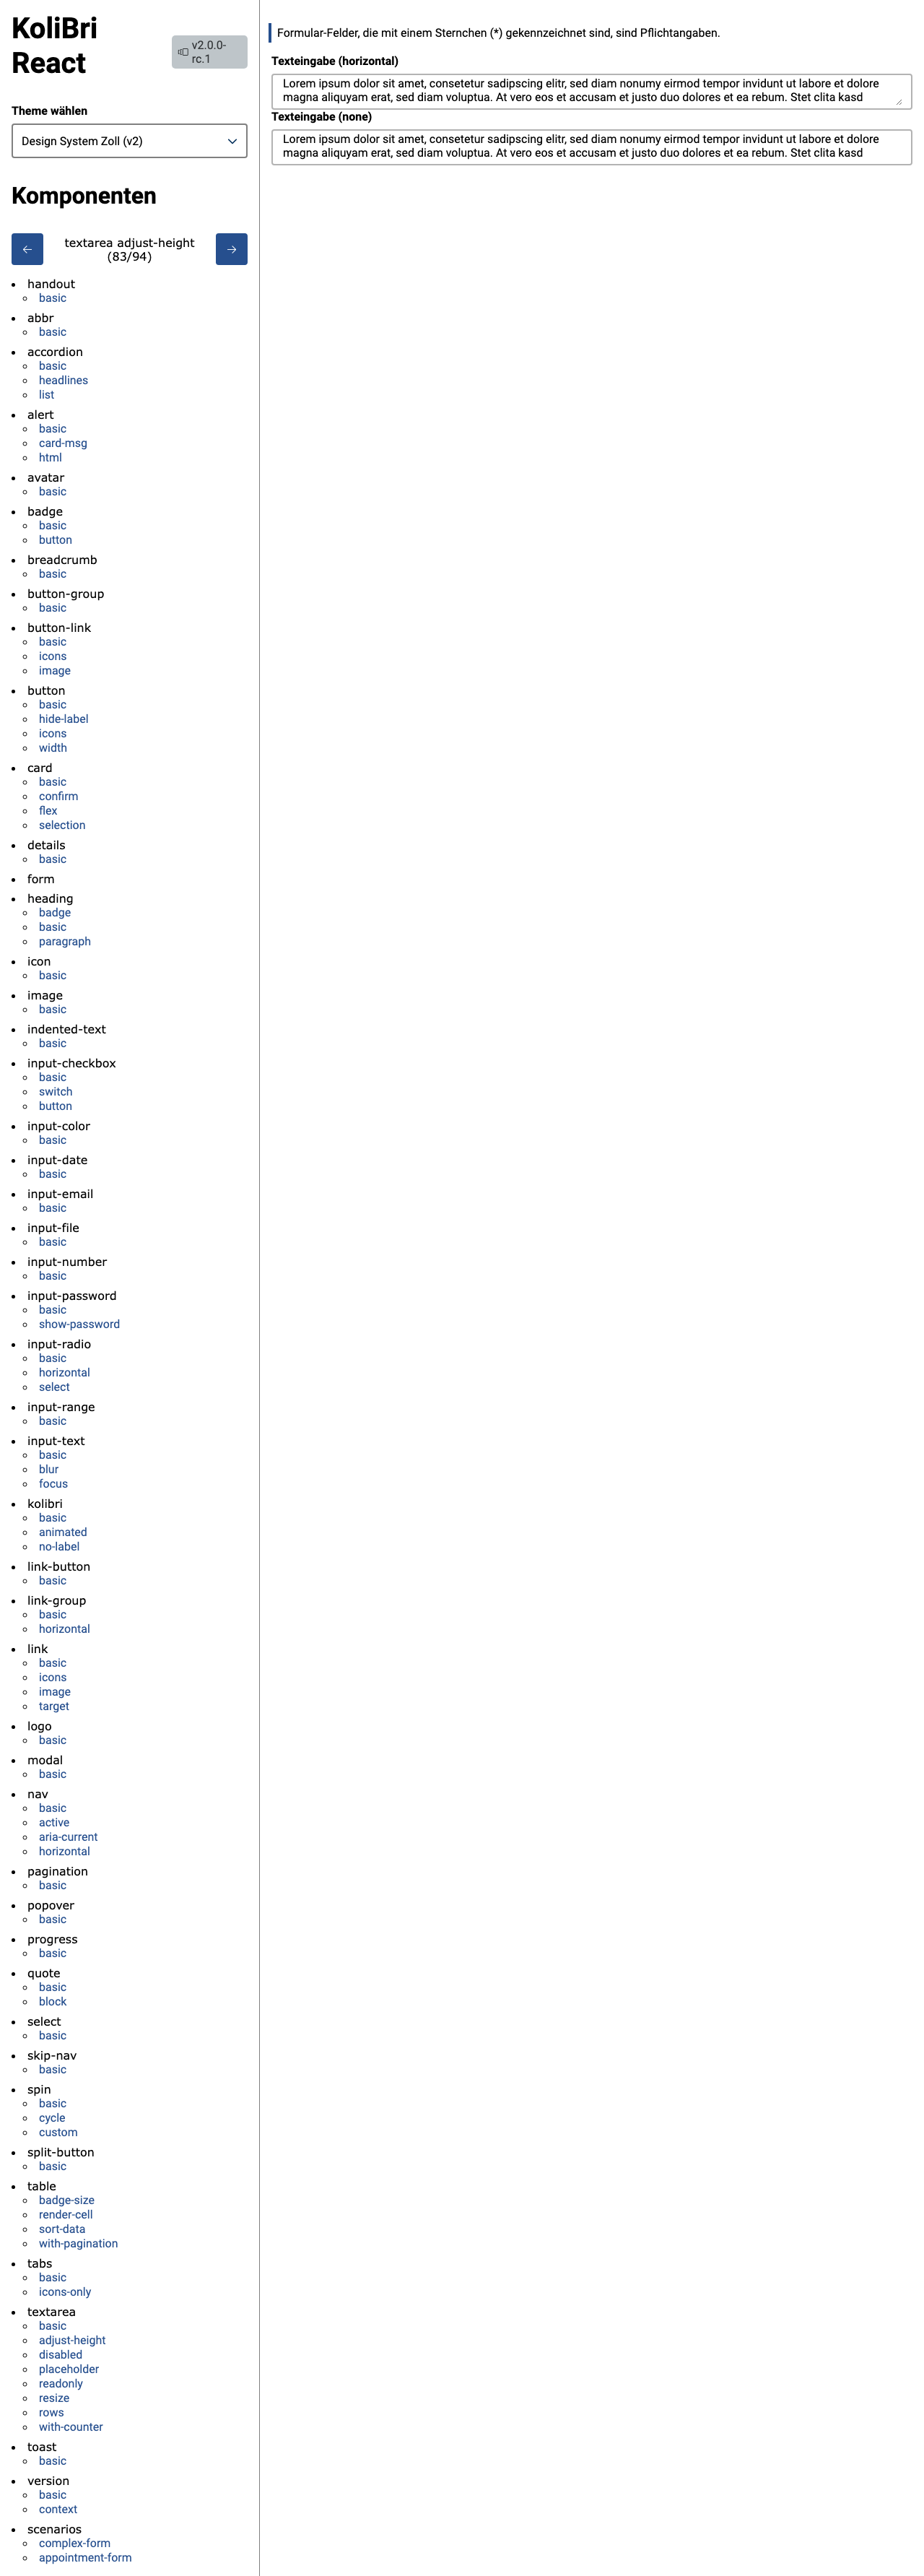 KoliBri
React
v2.0.0-
rc.1
Theme wählen
Design System Zoll (v2)
Komponenten
←
textarea adjust-height
(83/94)
→
handout
basic
abbr
basic
accordion
basic
headlines
list
alert
basic
card-msg
html
avatar
basic
badge
basic
button
breadcrumb
basic
button-group
basic
button-link
basic
icons
image
button
basic
hide-label
icons
width
card
basic
confirm
flex
selection
details
basic
form
heading
badge
basic
paragraph
icon
basic
image
basic
indented-text
basic
input-checkbox
basic
switch
button
input-color
basic
input-date
basic
input-email
basic
input-file
basic
input-number
basic
input-password
basic
show-password
input-radio
basic
horizontal
select
input-range
basic
input-text
basic
blur
focus
kolibri
basic
animated
no-label
link-button
basic
link-group
basic
horizontal
link
basic
icons
image
target
logo
basic
modal
basic
nav
basic
active
aria-current
horizontal
pagination
basic
popover
basic
progress
basic
quote
basic
block
select
basic
skip-nav
basic
spin
basic
cycle
custom
split-button
basic
table
badge-size
render-cell
sort-data
with-pagination
tabs
basic
icons-only
textarea
basic
adjust-height
disabled
placeholder
readonly
resize
rows
with-counter
toast
basic
version
basic
context
scenarios
complex-form
appointment-form
Formular-Felder, die mit einem Sternchen (*) gekennzeichnet sind, sind Pflichtangaben.
Texteingabe (horizontal)
Lorem ipsum dolor sit amet, consetetur sadipscing elitr, sed diam nonumy eirmod tempor invidunt ut labore et dolore
magna aliquyam erat, sed diam voluptua. At vero eos et accusam et justo duo dolores et ea rebum. Stet clita kasd
Texteingabe (none)
Lorem ipsum dolor sit amet, consetetur sadipscing elitr, sed diam nonumy eirmod tempor invidunt ut labore et dolore
magna aliquyam erat, sed diam voluptua. At vero eos et accusam et justo duo dolores et ea rebum. Stet clita kasd